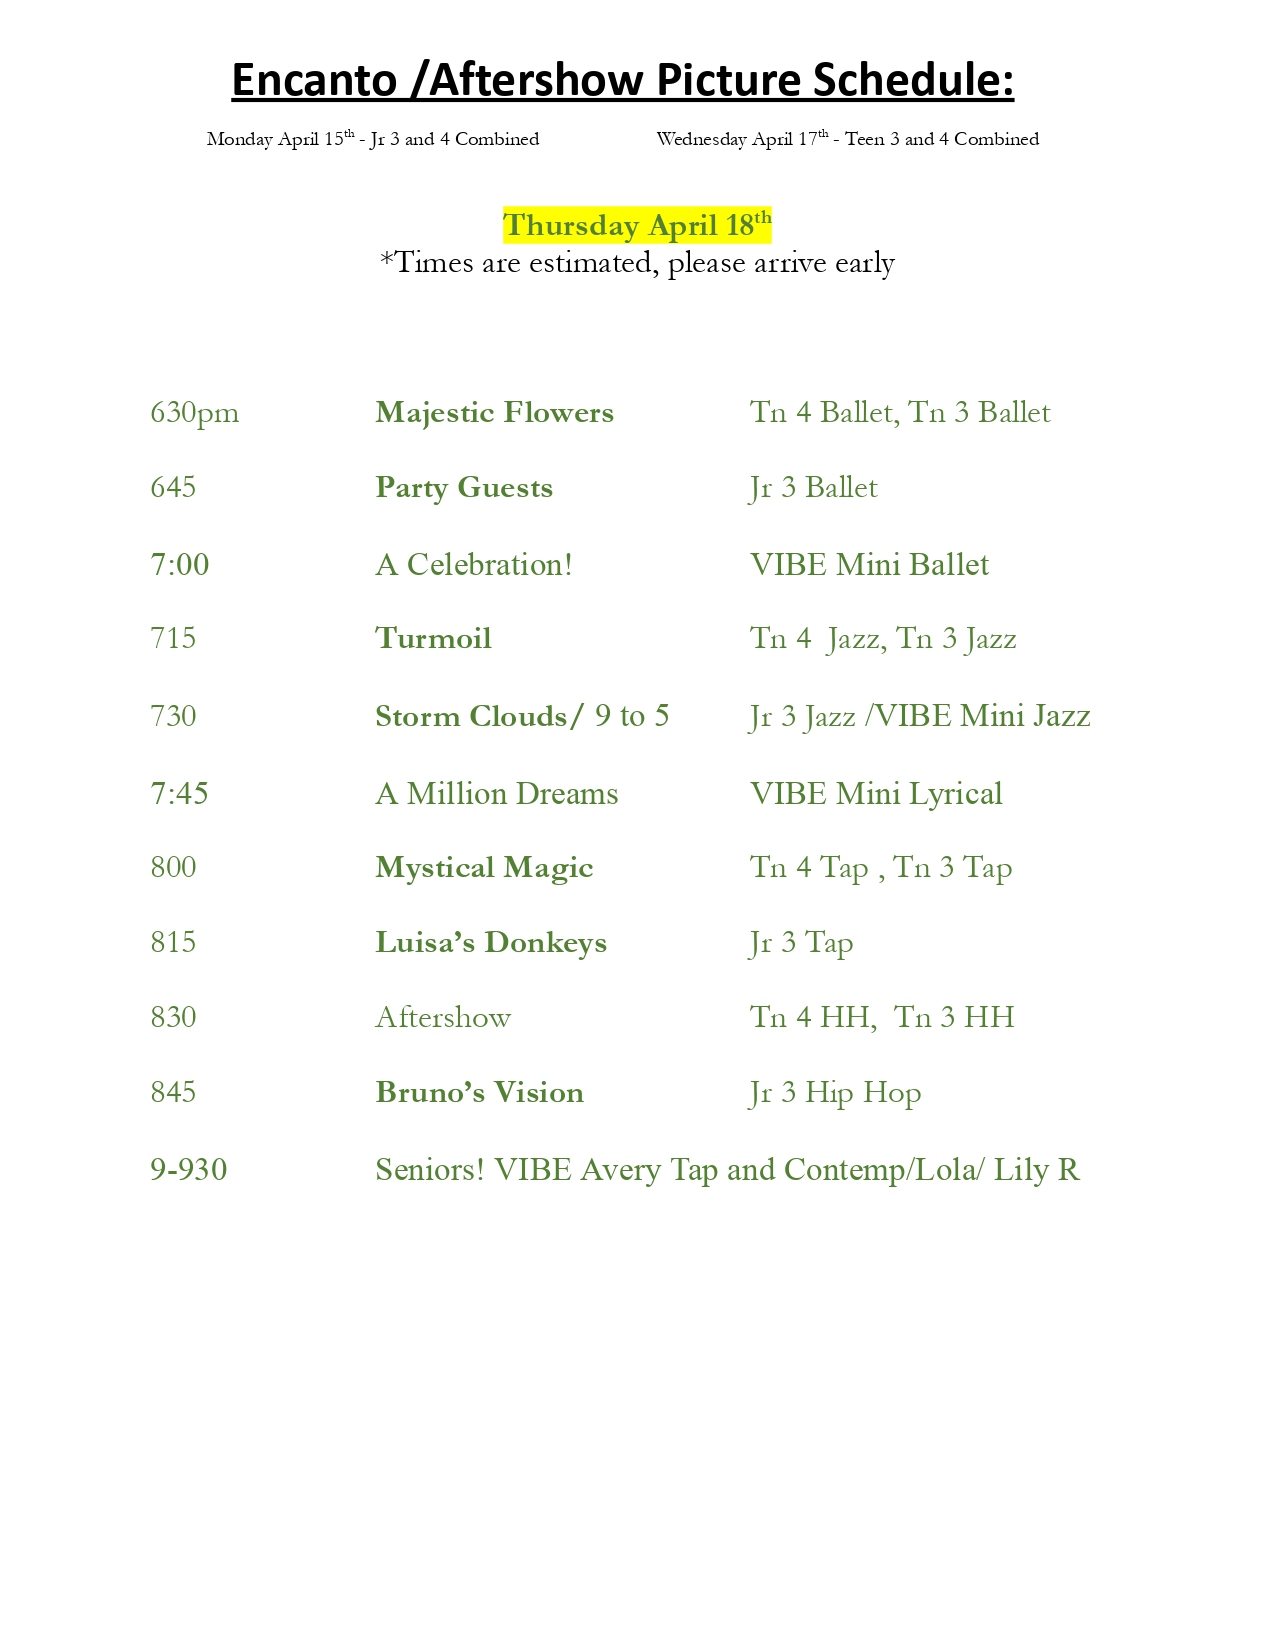 Encanto /Aftershow Picture Schedule:
Monday April 15th - Jr 3 and 4 Combined Wednesday April 17th - Teen 3 and 4 Combined
Thursday April 18th
*Times are estimated, please arrive early
630pm Majestic Flowers Tn 4 Ballet, Tn 3 Ballet
645 Party Guests Jr 3 Ballet
7:00 A Celebration! VIBE Mini Ballet
715 Turmoil Tn 4  Jazz, Tn 3 Jazz
730 Storm Clouds/ 9 to 5 Jr 3 Jazz /VIBE Mini Jazz
7:45 A Million Dreams VIBE Mini Lyrical
800 Mystical Magic Tn 4 Tap , Tn 3 Tap
815 Luisa’s Donkeys Jr 3 Tap
830 Aftershow Tn 4 HH,  Tn 3 HH
845 Bruno’s Vision Jr 3 Hip Hop
9-930 Seniors! VIBE Avery Tap and Contemp/Lola/ Lily R